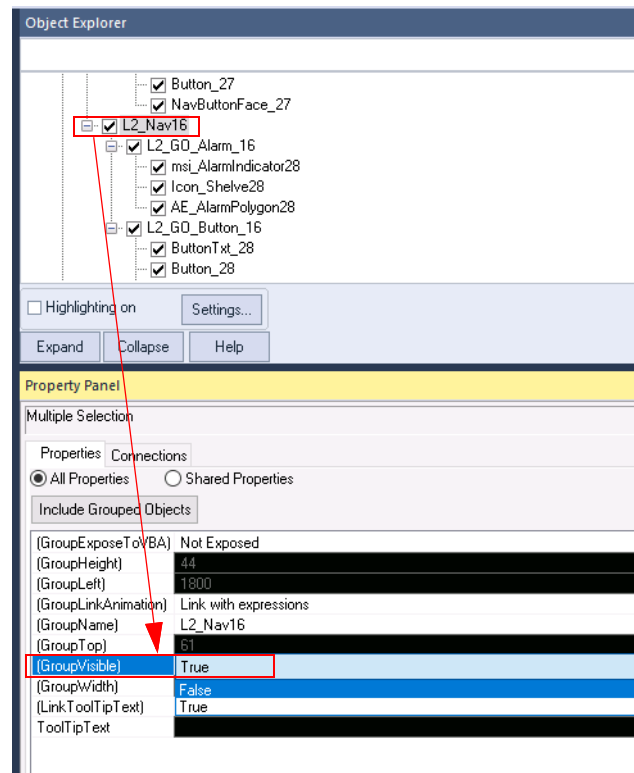 Object Explorer
Button_27
NavButtonFace_27
L2_Nav16
L2_GO_Alarm_16
msi_AlarmIndicator28
Icon_Shelve28
AE_AlarmPolygon28
L2_GO_Button_16
ButtonTxt_28
Button_28
Highlighting on Settings...
Expand Collapse Help
Property Panel
Multiple Selection
Properties Connections
All Properties Shared Properties
Include Grouped Objects
(GroupExposeToVBA) Not Exposed
(GroupHeight) 44
(GroupLeft) 1800
(GroupLinkAnimation) Link with expressions
(GroupName) L2_Nav16
(GroupTop) 61
(GroupVisible) True
(GroupWidth) False
(LinkToolTipText) True
ToolTipText